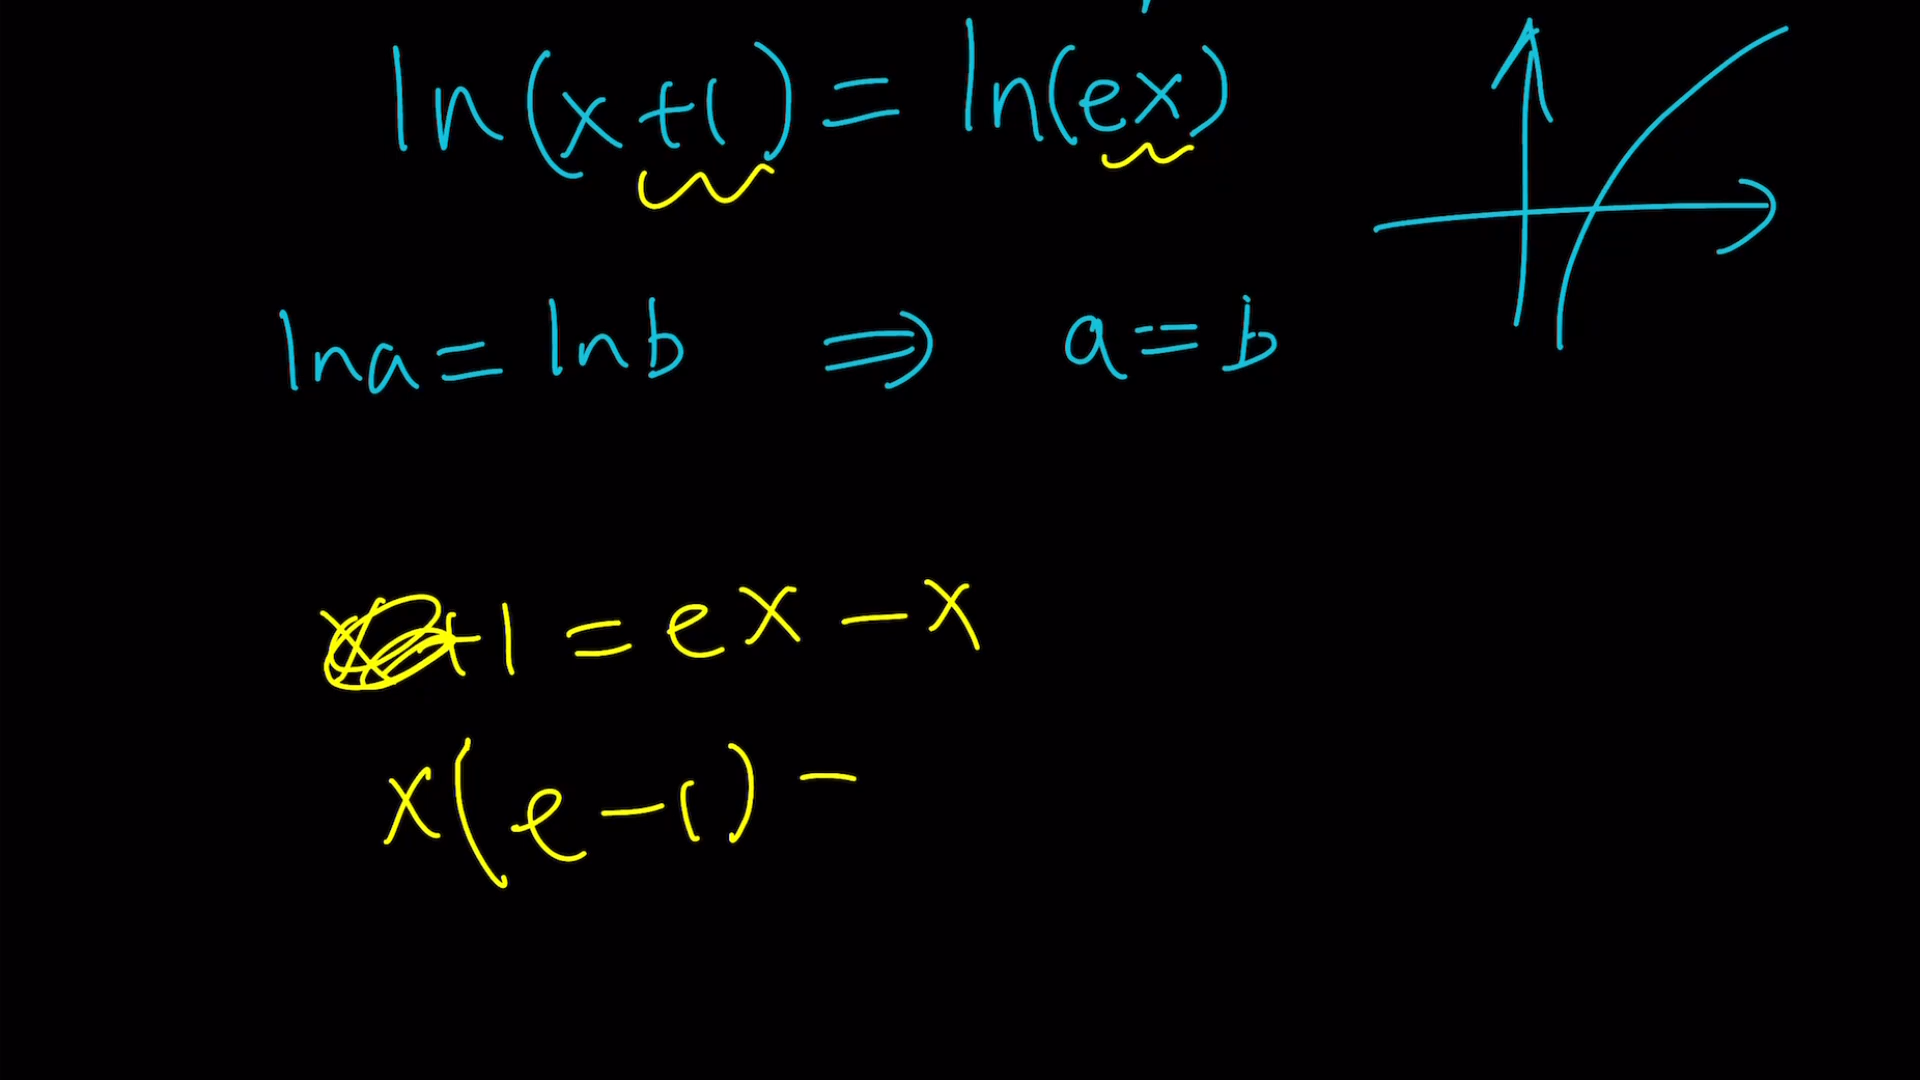 ln(x+1) = ln(ex)
ln a = ln b ⇒ a = b
+1 = ex − x
x(e−1) −